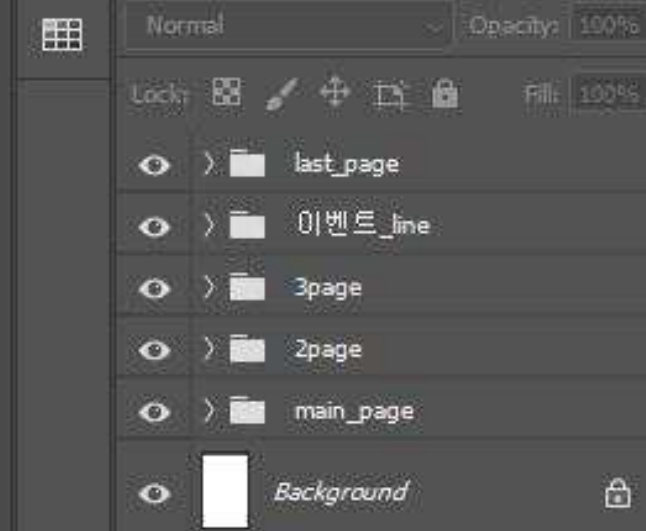 Normal Opacity: 100%
Lock: Fill: 100%
last_page
이벤트_line
3page
2page
main_page
Background